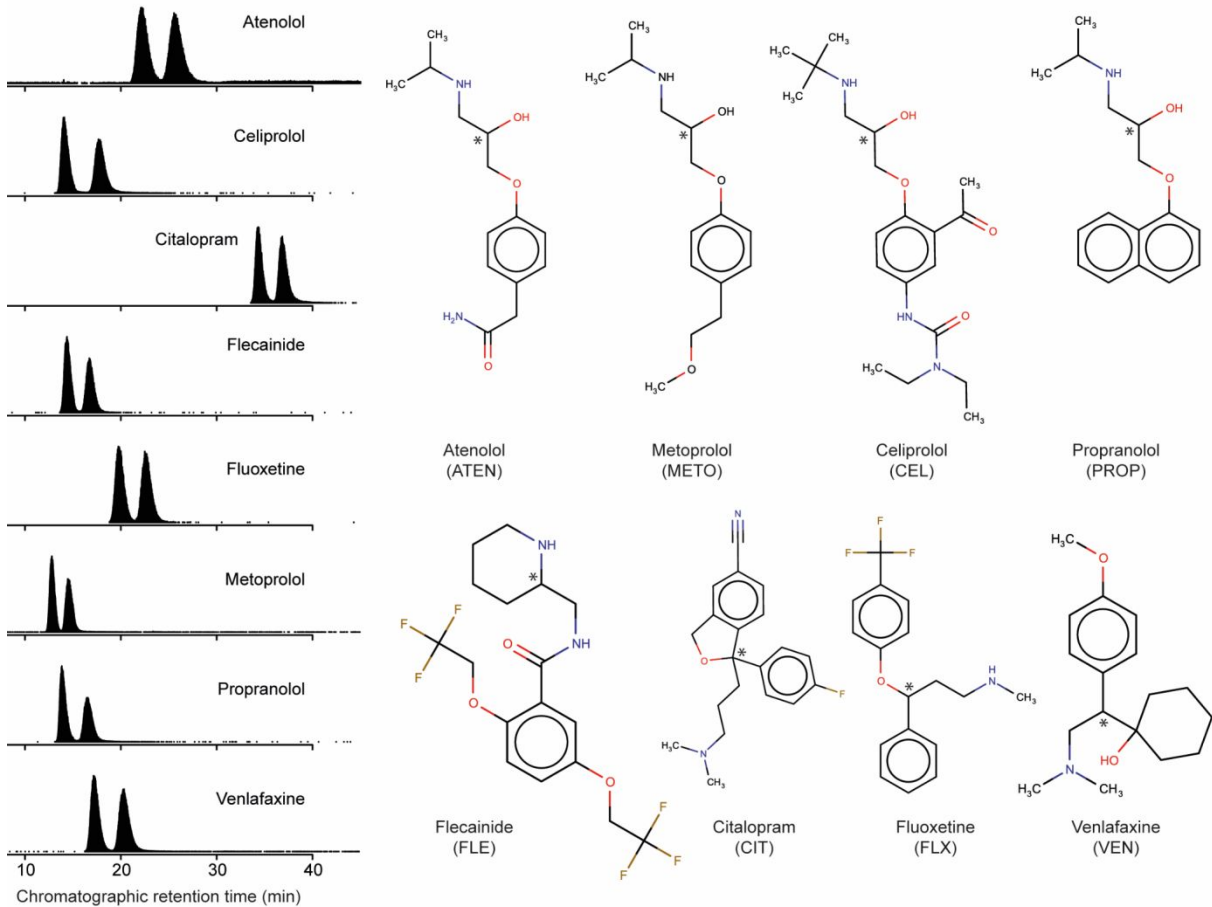 Atenolol
Celiprolol
Citalopram
Flecainide
Fluoxetine
Metoprolol
Propranolol
Venlafaxine
10 20 30 40
Chromatographic retention time (min)
CH₃
H₃C
NH
OH
*
O
H₂N
O
Atenolol
(ATEN)
CH₃
H₃C
NH
OH
*
O
O
H₃C
Metoprolol
(METO)
CH₃
H₃C
H₃C
HN
OH
*
O
CH₃
O
HN
O
N
H₃C
CH₃
Celiprolol
(CEL)
CH₃
H₃C
NH
OH
*
O
Propranolol
(PROP)
NH
*
F
F
F
O
NH
O
O
F
F
F
Flecainide
(FLE)
N
*
O
F
H₃C
N
CH₃
Citalopram
(CIT)
F
F
F
O
*
H
N
CH₃
Fluoxetine
(FLX)
H₃C
O
*
HO
N
H₃C
CH₃
Venlafaxine
(VEN)